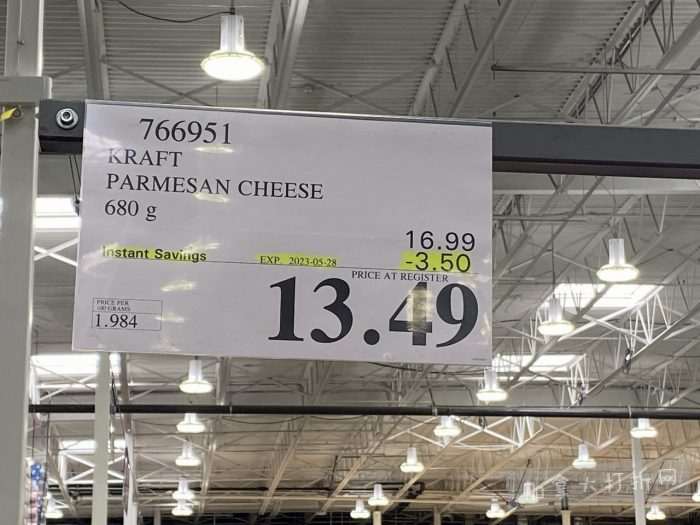 766951
KRAFT
PARMESAN CHEESE
680 g
16.99
Instant Savings EXP. 2023-05-28 -3.50
PRICE AT REGISTER
13.49
PRICE PER
100 GRAMS
1.984